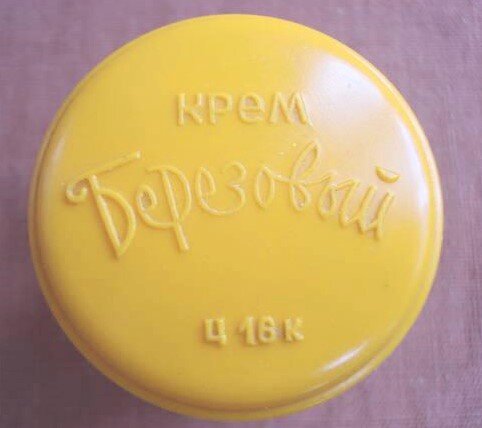 крем
Березовый
ц 16 к